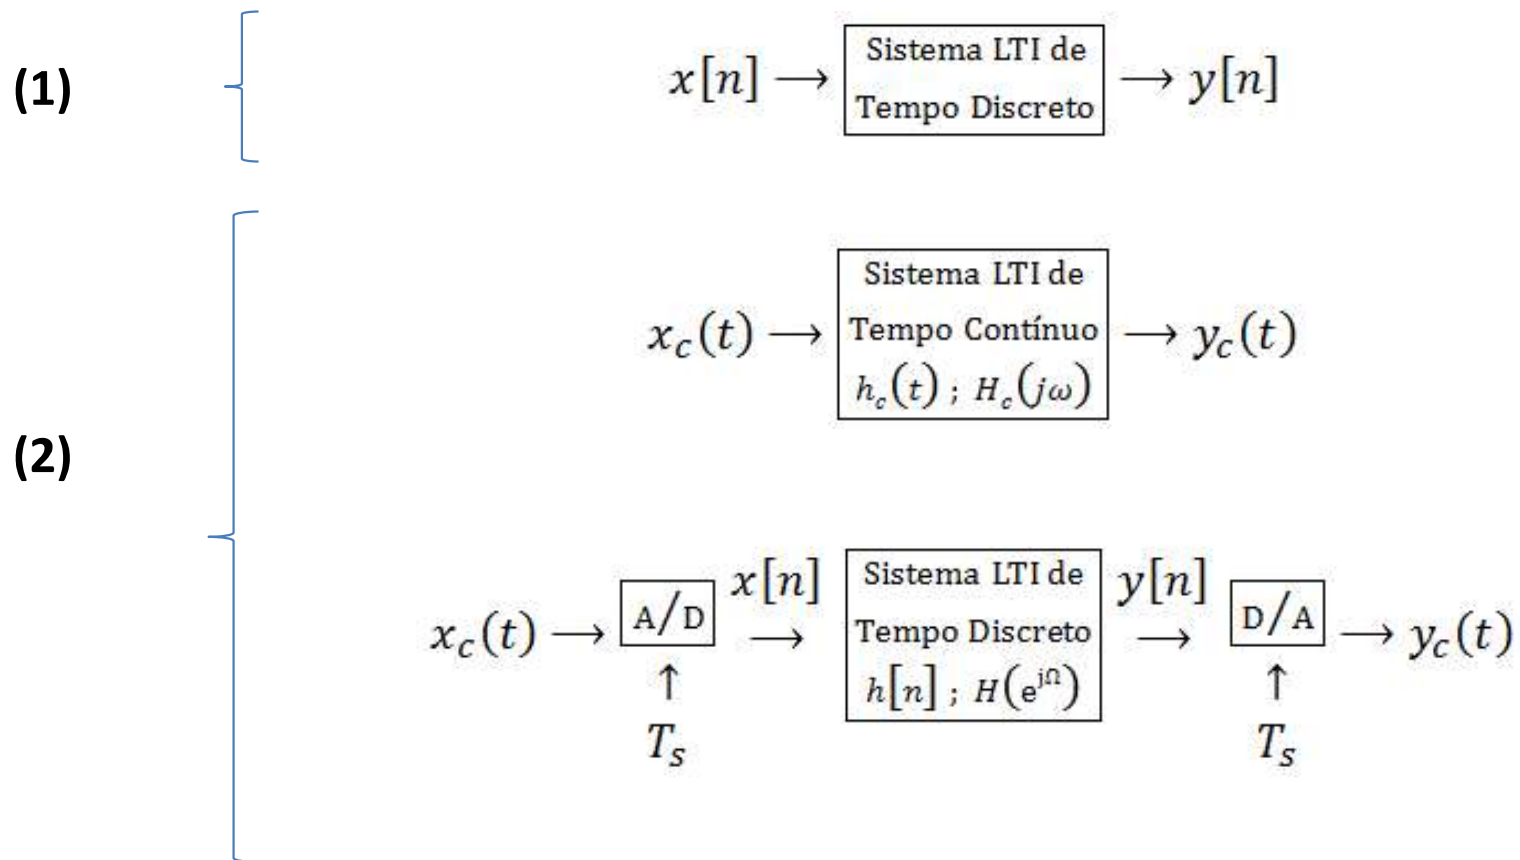 (1)
x[n] → Sistema LTI de Tempo Discreto → y[n]
(2)
x_c(t) → Sistema LTI de Tempo Contínuo h_c(t) ; H_c(jω) → y_c(t)
x_c(t) → A/D → x[n] Sistema LTI de Tempo Discreto h[n] ; H(e^{jΩ}) y[n] → D/A → y_c(t)
↑ T_s ↑ T_s